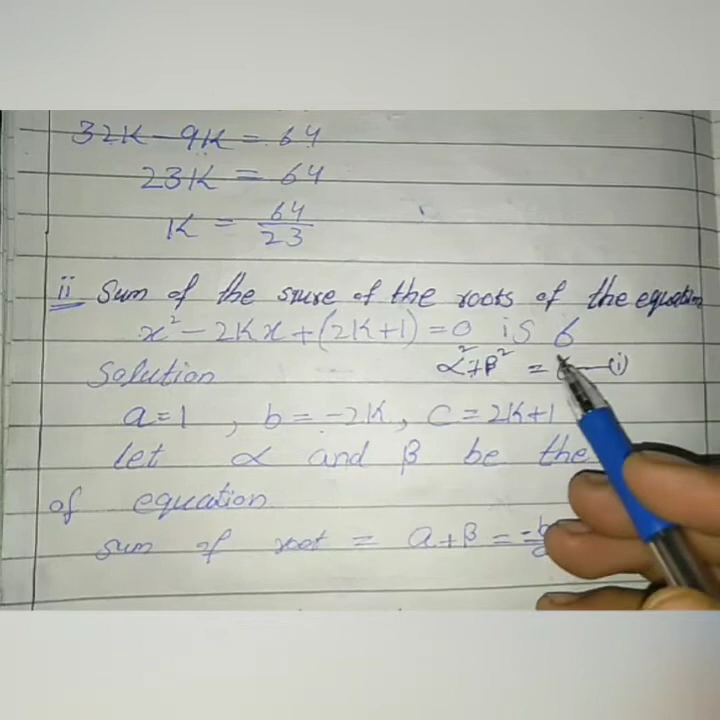 32K - 9K = 64
23K = 64
K = 64/23
ii Sum of the squre of the roots of the equation
x² - 2Kx + (2K+1) = 0 is 6
α² + β² = (i)
Solution
a=1 , b = -2K , C = 2K+1
let α and β be the
of equation
sum of root = α + β =